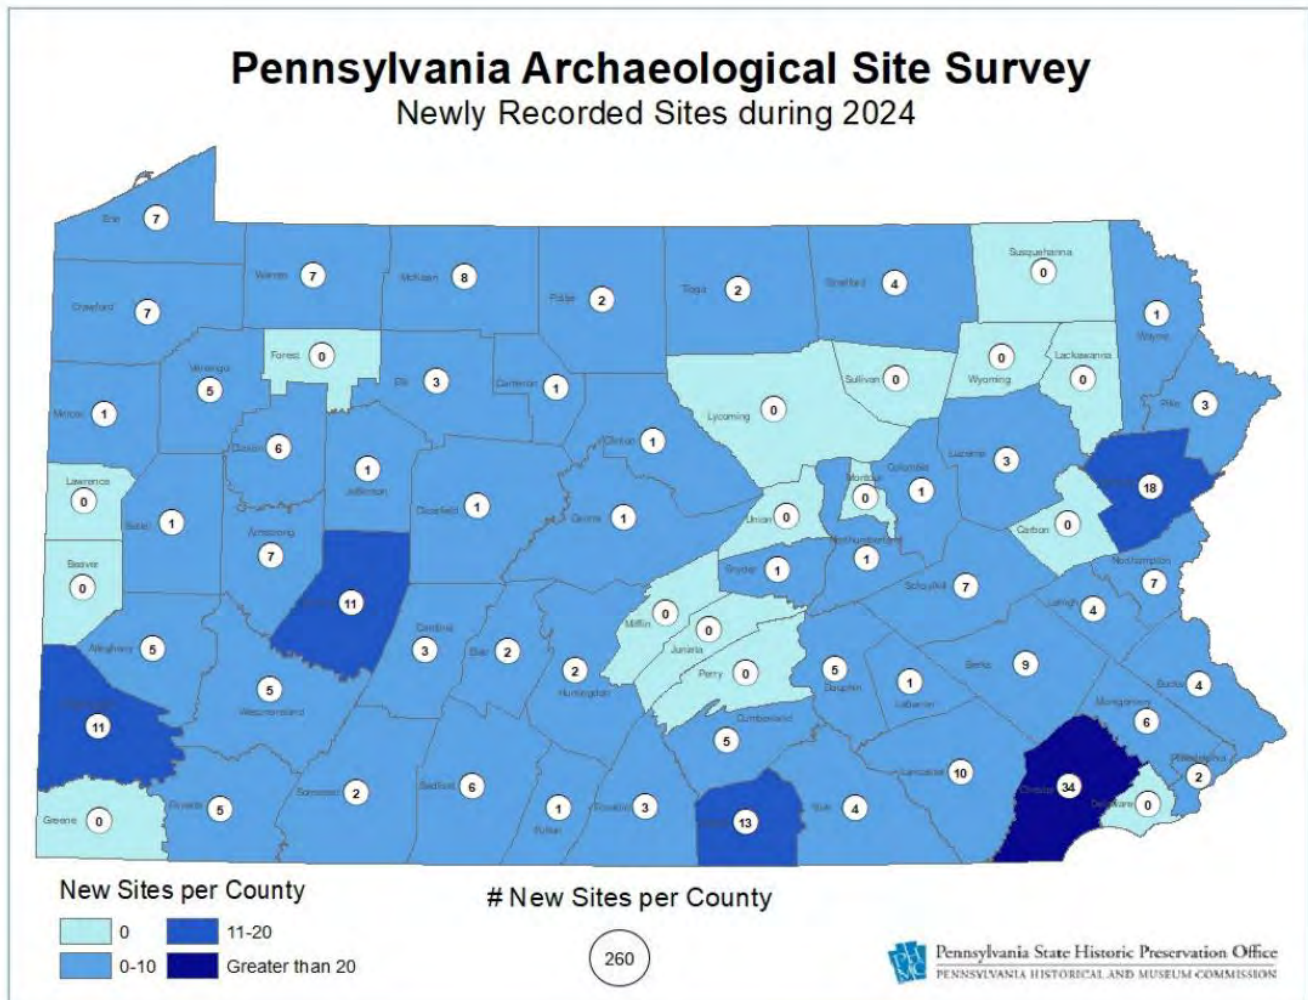 Pennsylvania Archaeological Site Survey
Newly Recorded Sites during 2024
Erie 7
Warren 7
McKean 8
Potter 2
Tioga 2
Bradford 4
Susquehanna
0
1
Wayne
Crawford 7
Forest 0
Venango
5
Elk 3
Cameron 1
Sullivan 0
0
Wyoming
Lackawanna
0
Pike 3
Mercer 1
Lycoming 0
Clarion 6
Clinton 1
1
Jefferson
Luzerne 3
Columbia
1
Montour
0
18
Lawrence
0
Butler 1
Clearfield 1
Centre 1
Union 0
Carbon 0
Armstrong
7
Northumberland
1
Beaver
0
11
Snyder 1
Schuylkill 7
Northampton
7
Lehigh 4
Mifflin 0
0
Juniata
Allegheny 5
Cambria
3
Blair 2
2
Huntingdon
Perry 0
5
Dauphin
1
Lebanon
Berks 9
Bucks 4
5
Westmoreland
11
Cumberland
5
Montgomery
6
Philadelphia
2
Greene 0
Fayette 5
Somerset 2
Bedford 6
1
Fulton
Franklin 3
13
York 4
Lancaster 10
Chester 34
Delaware 0
New Sites per County
0
11-20
0-10
Greater than 20
# New Sites per County
260
PHMC
Pennsylvania State Historic Preservation Office
PENNSYLVANIA HISTORICAL AND MUSEUM COMMISSION